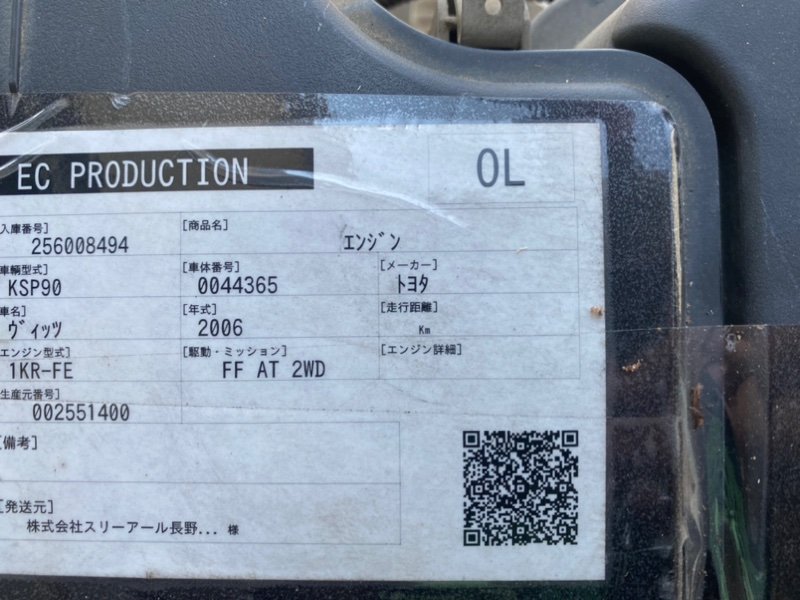 EC PRODUCTION
OL
入庫番号]
256008494
[商品名]
エンジン
車輌型式]
KSP90
[車体番号]
0044365
[メーカー]
トヨタ
車名]
ヴィッツ
[年式]
2006
[走行距離]
Km
エンジン型式]
1KR-FE
[駆動・ミッション]
FF AT 2WD
[エンジン詳細]
生産元番号]
002551400
[備考]
[発送元]
株式会社スリーアール長野... 様